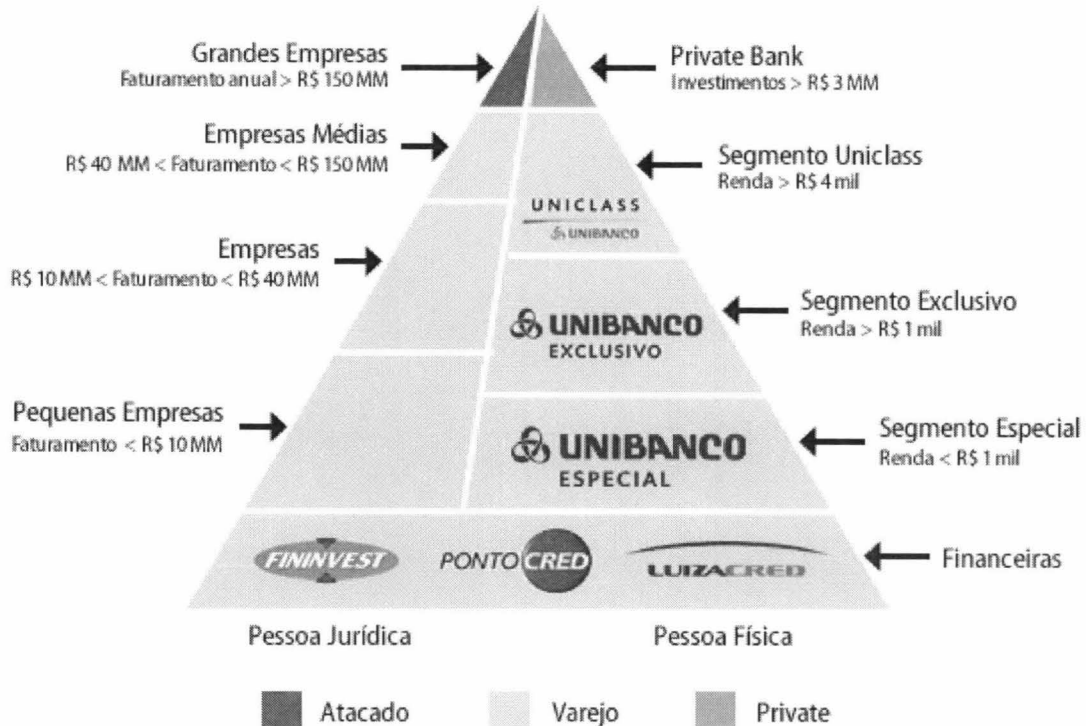 Grandes Empresas
Faturamento anual > R$ 150 MM
Private Bank
Investimentos > R$ 3 MM
Empresas Médias
R$ 40 MM < Faturamento < R$ 150 MM
Segmento Uniclass
Renda > R$ 4 mil
UNICLASS
UNIBANCO
Empresas
R$ 10 MM < Faturamento < R$ 40 MM
Segmento Exclusivo
Renda > R$ 1 mil
UNIBANCO
EXCLUSIVO
Pequenas Empresas
Faturamento < R$ 10 MM
Segmento Especial
Renda < R$ 1 mil
UNIBANCO
ESPECIAL
FININVEST
PONTO CRED
LUIZACRED
Financeiras
Pessoa Jurídica
Pessoa Física
Atacado
Varejo
Private